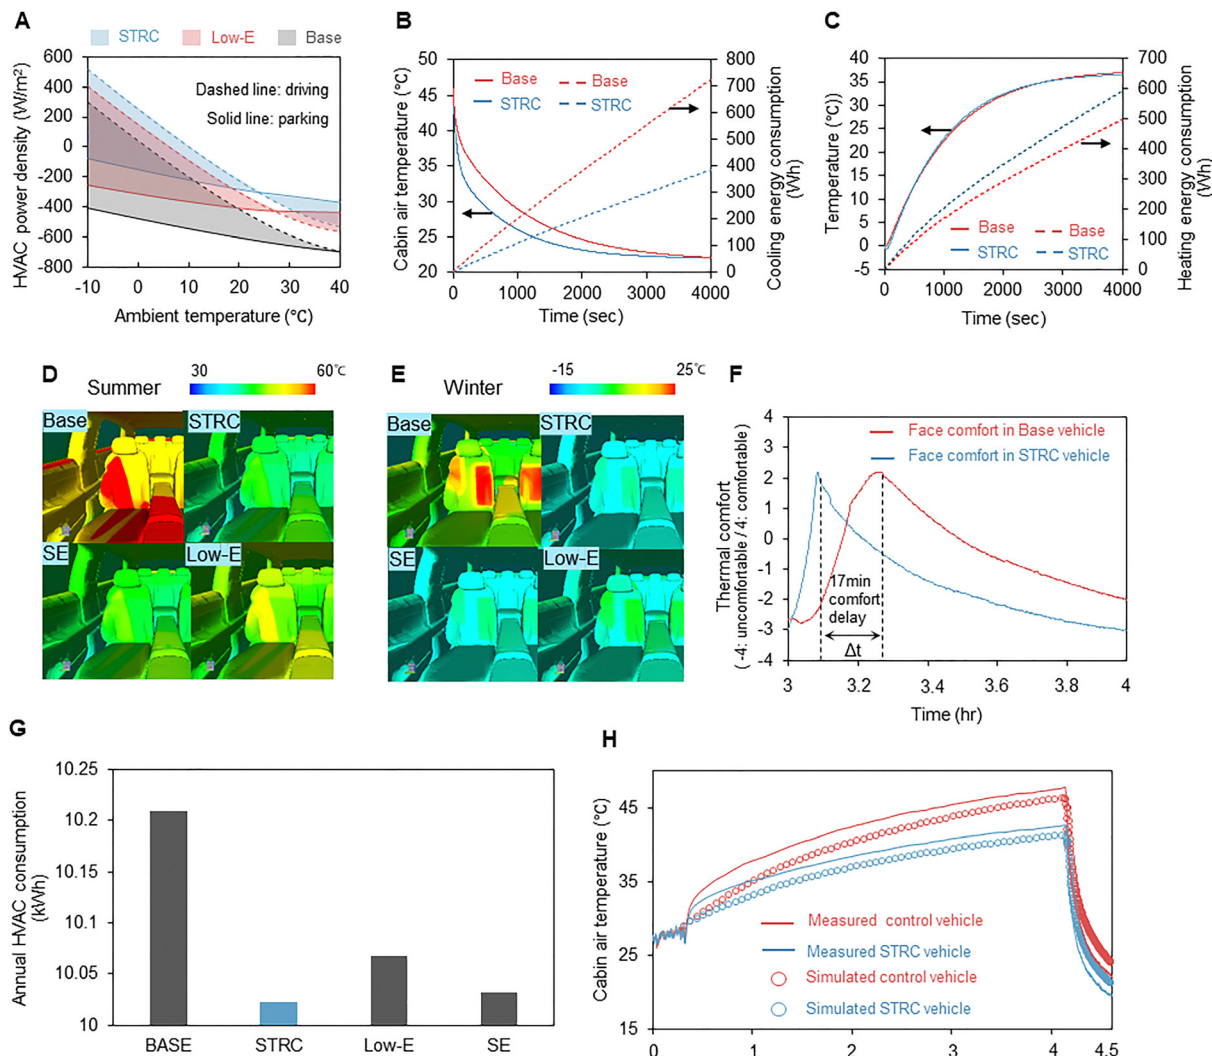 A
STRC Low-E Base
HVAC power density (W/m²)
600
400
200
0
-200
-400
-600
-800
Dashed line: driving
Solid line: parking
-10 0 10 20 30 40
Ambient temperature (℃)
B
Cabin air temperature (℃)
50
45
40
35
30
25
20
Base Base
STRC STRC
800
700
600
500
400
300
200
100
0
Cooling energy consumption
(Wh)
0 1000 2000 3000 4000
Time (sec)
C
Temperature (℃))
40
35
30
25
20
15
10
5
0
-5
Base Base
STRC STRC
700
600
500
400
300
200
100
0
Heating energy consumption
(Wh)
0 1000 2000 3000 4000
Time (sec)
D
Summer
30 60℃
Base STRC
SE Low-E
E
Winter
-15 25℃
Base STRC
SE Low-E
F
Thermal comfort
( -4: uncomfortable / 4: comfortable)
4
3
2
1
0
-1
-2
-3
-4
Face comfort in Base vehicle
Face comfort in STRC vehicle
17min
comfort
delay
Δt
3 3.2 3.4 3.6 3.8 4
Time (hr)
G
Annual HVAC consumption
(kWh)
10.25
10.2
10.15
10.1
10.05
10
BASE STRC Low-E SE
H
Cabin air temperature (℃)
45
35
25
15
Measured control vehicle
Measured STRC vehicle
Simulated control vehicle
Simulated STRC vehicle
0 1 2 3 4 4.5